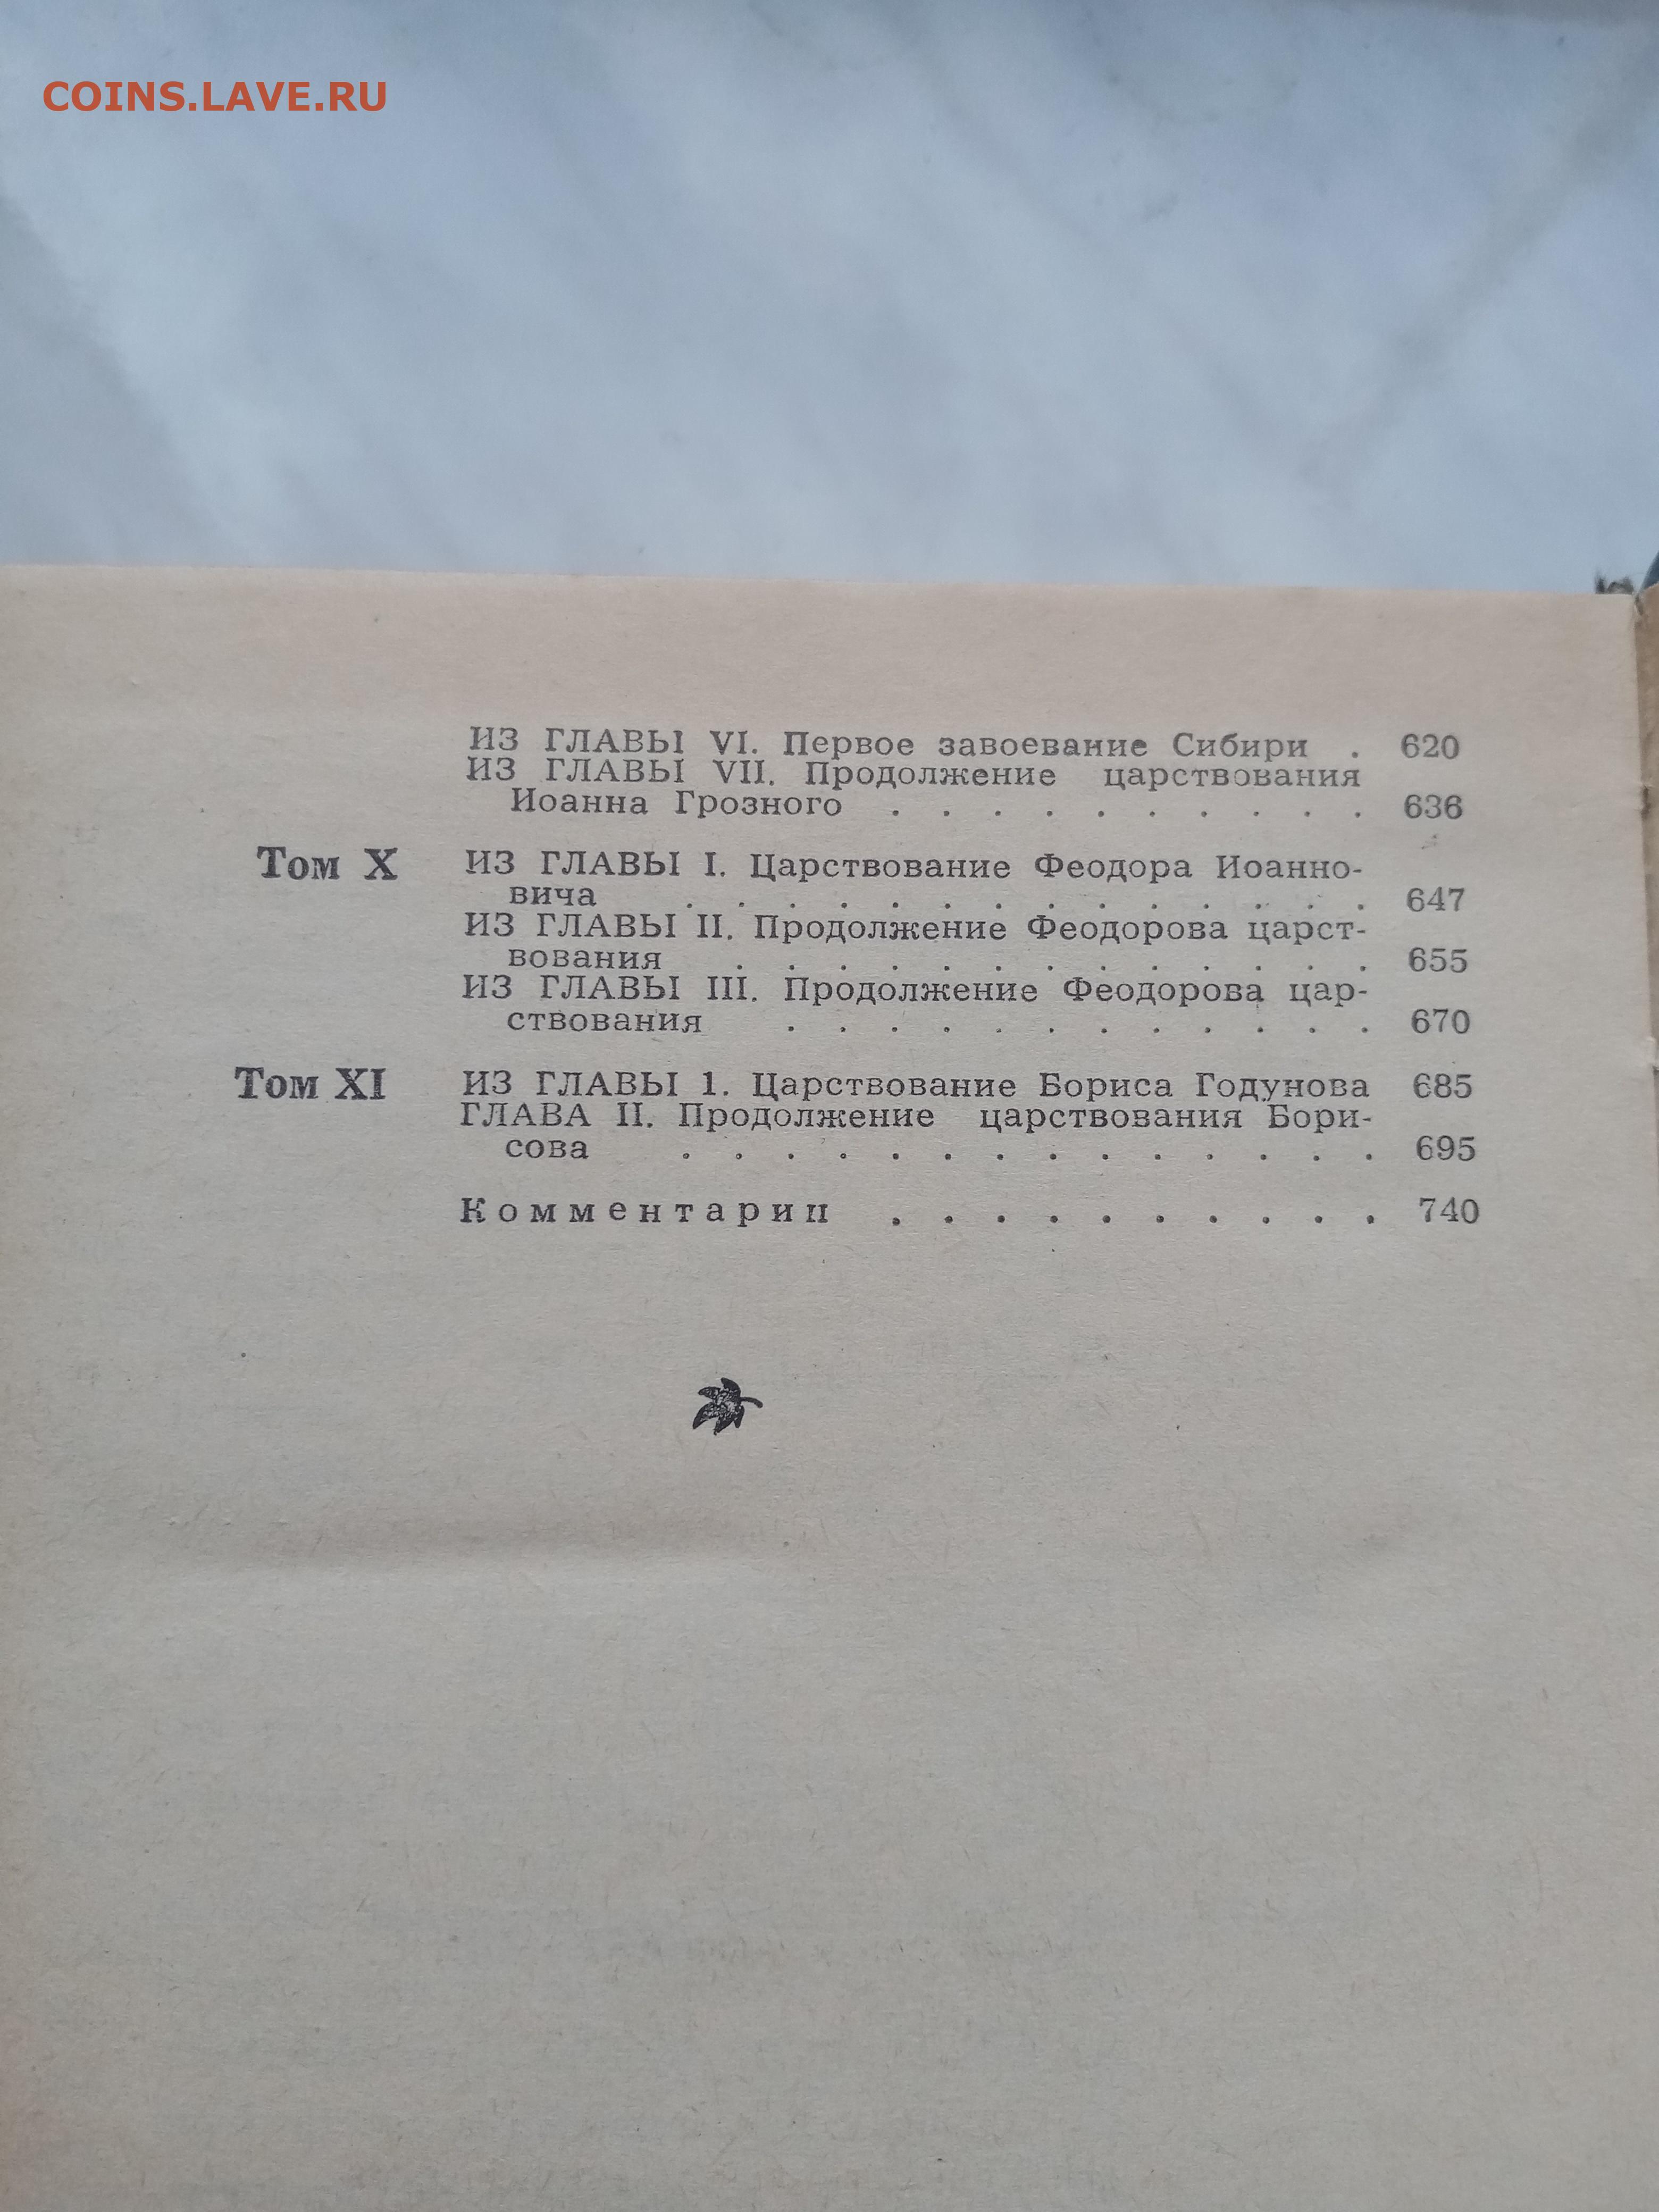 COINS.LAVE.RU
ИЗ ГЛАВЫ VI. Первое завоевание Сибири . 620
ИЗ ГЛАВЫ VII. Продолжение царствования
Иоанна Грозного . . . . . . . . . . 636
Том X ИЗ ГЛАВЫ I. Царствование Феодора Иоанно-
вича . . . . . . . . . . . . . . 647
ИЗ ГЛАВЫ II. Продолжение Феодорова царст-
вования . . . . . . . . . . . . . 655
ИЗ ГЛАВЫ III. Продолжение Феодорова цар-
ствования . . . . . . . . . . . . 670
Том XI ИЗ ГЛАВЫ 1. Царствование Бориса Годунова 685
ГЛАВА II. Продолжение царствования Бори-
сова . . . . . . . . . . . . . . 695
Комментарии . . . . . . . . . . 740